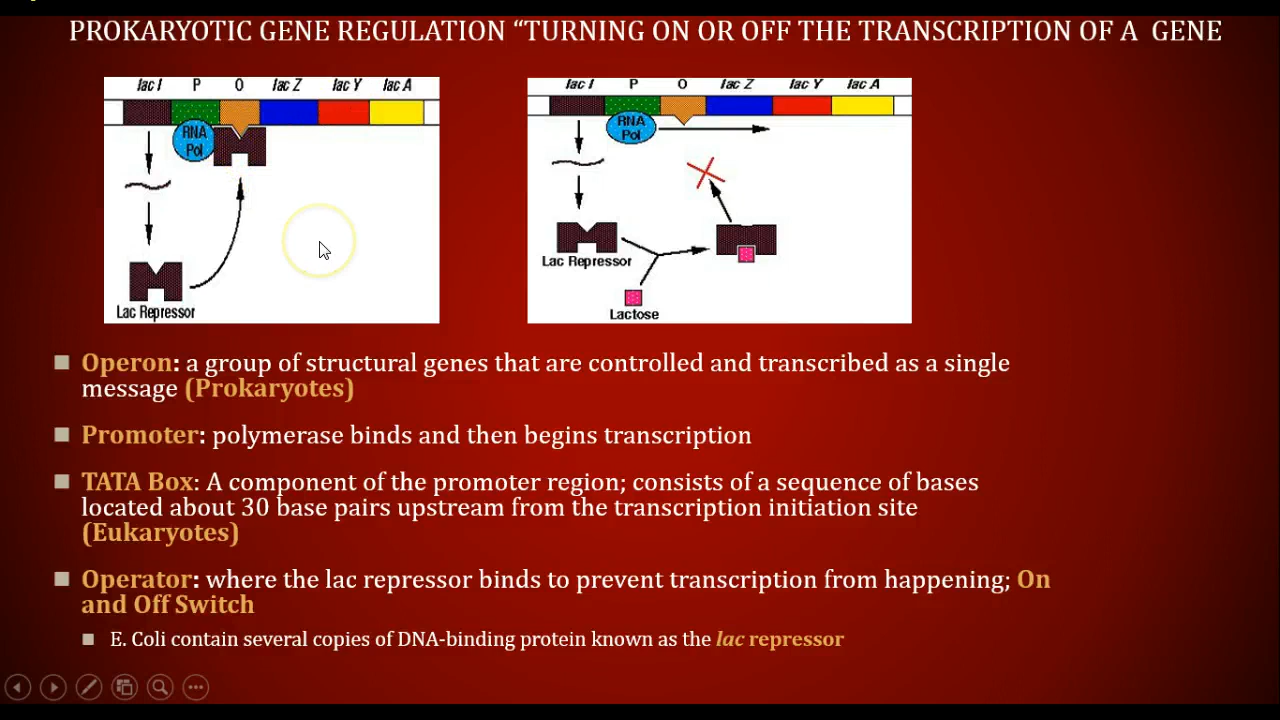 PROKARYOTIC GENE REGULATION “TURNING ON OR OFF THE TRANSCRIPTION OF A GENE
lac I P O lac Z lac Y lac A
RNA
Pol
Lac Repressor
lac I P O lac Z lac Y lac A
RNA
Pol
Lac Repressor
Lactose
Operon: a group of structural genes that are controlled and transcribed as a single
message (Prokaryotes)
Promoter: polymerase binds and then begins transcription
TATA Box: A component of the promoter region; consists of a sequence of bases
located about 30 base pairs upstream from the transcription initiation site
(Eukaryotes)
Operator: where the lac repressor binds to prevent transcription from happening; On
and Off Switch
E. Coli contain several copies of DNA-binding protein known as the lac repressor